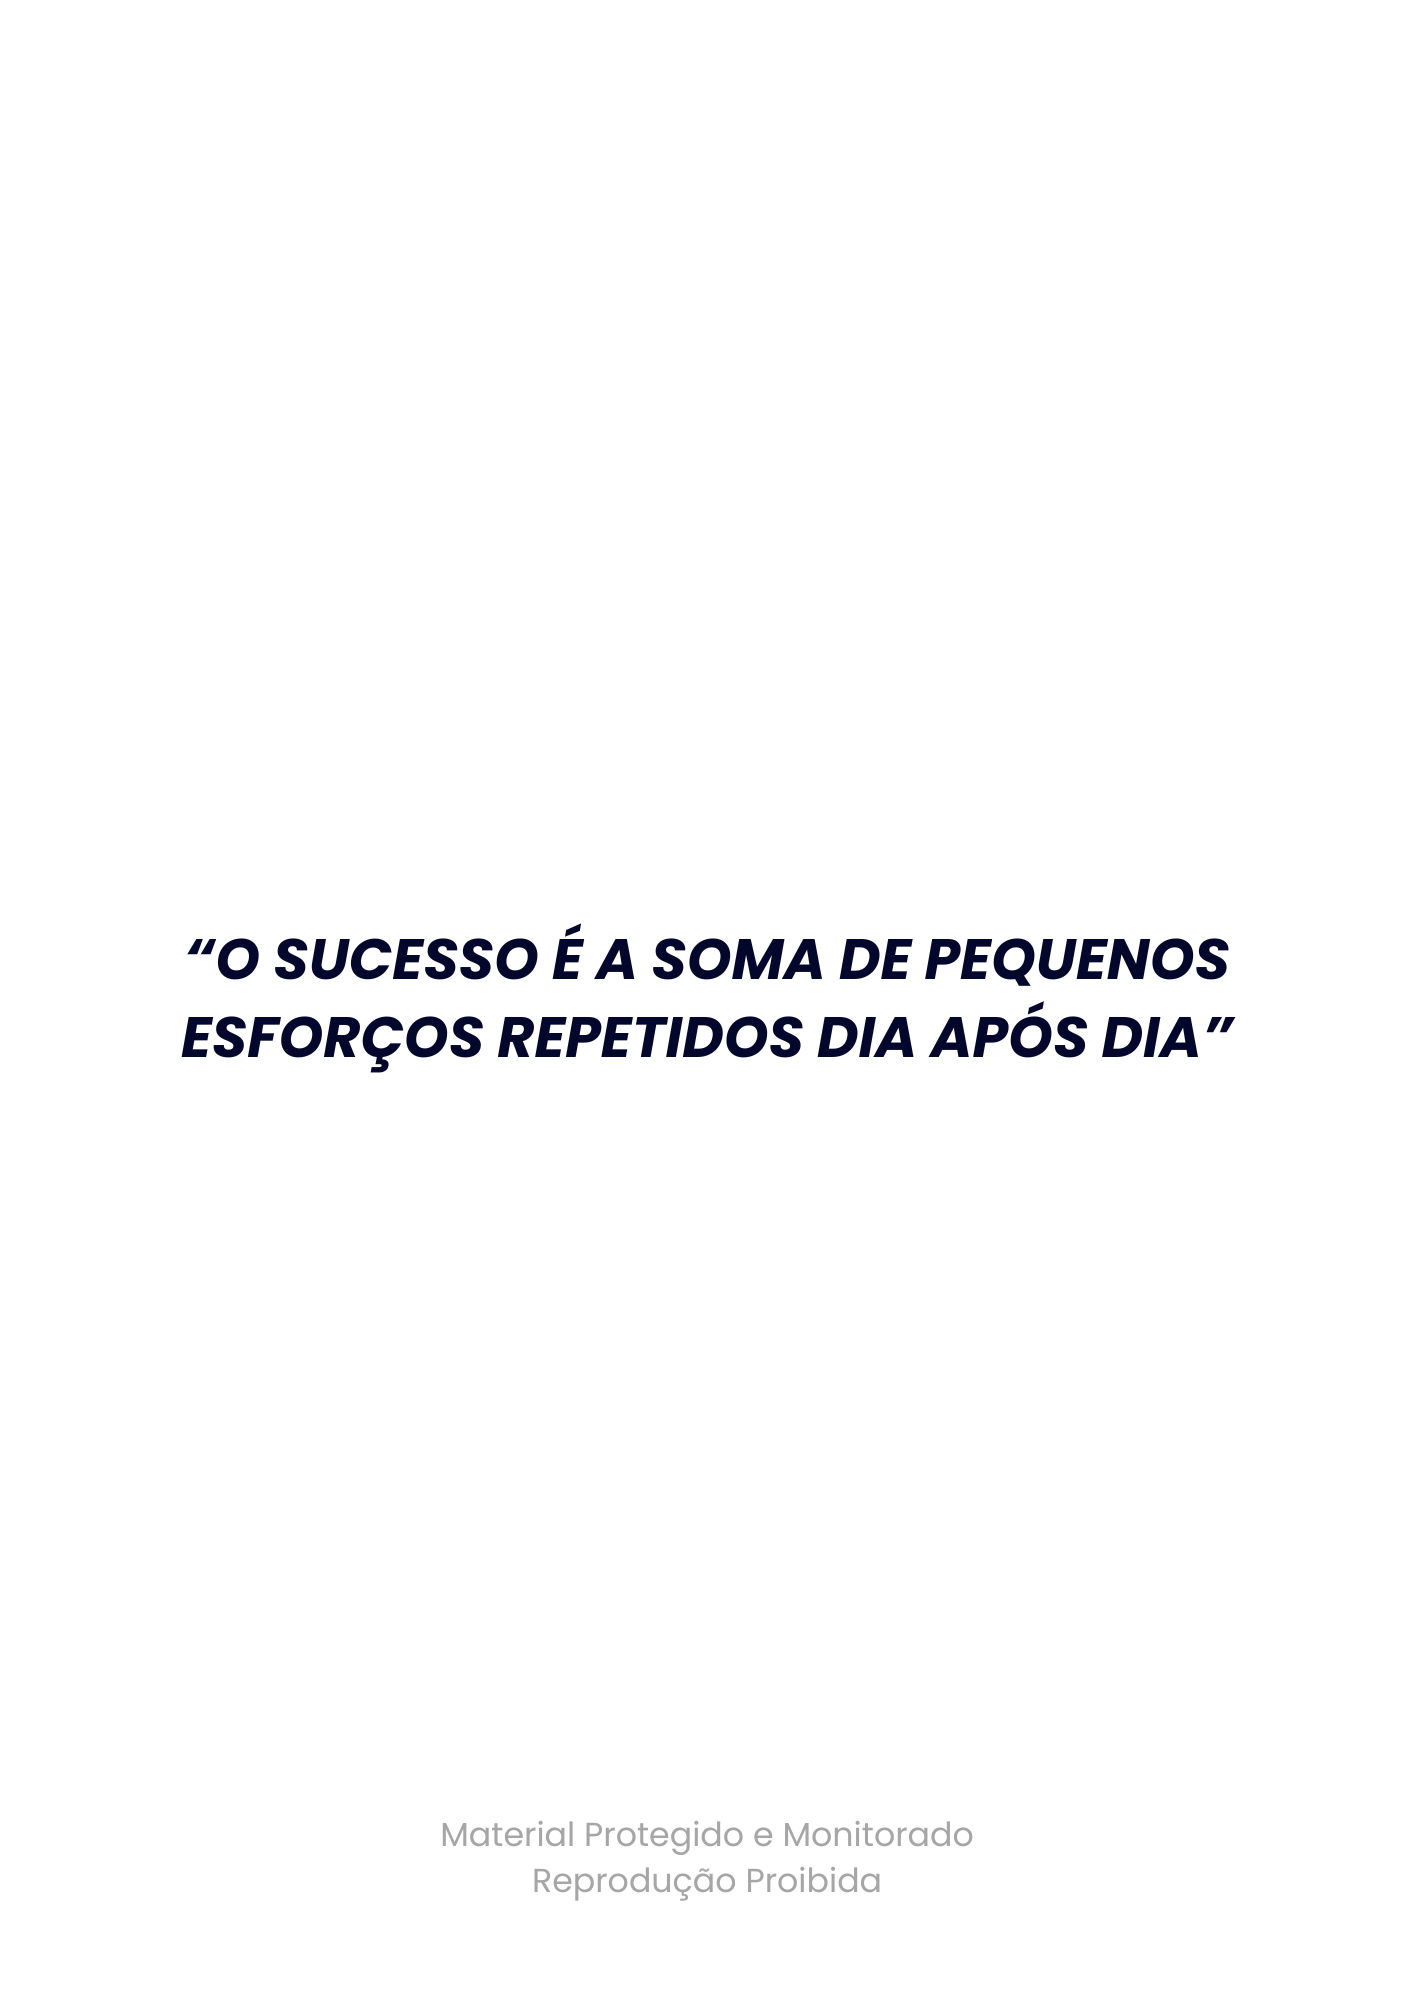 “O SUCESSO É A SOMA DE PEQUENOS
ESFORÇOS REPETIDOS DIA APÓS DIA”
Material Protegido e Monitorado
Reprodução Proibida